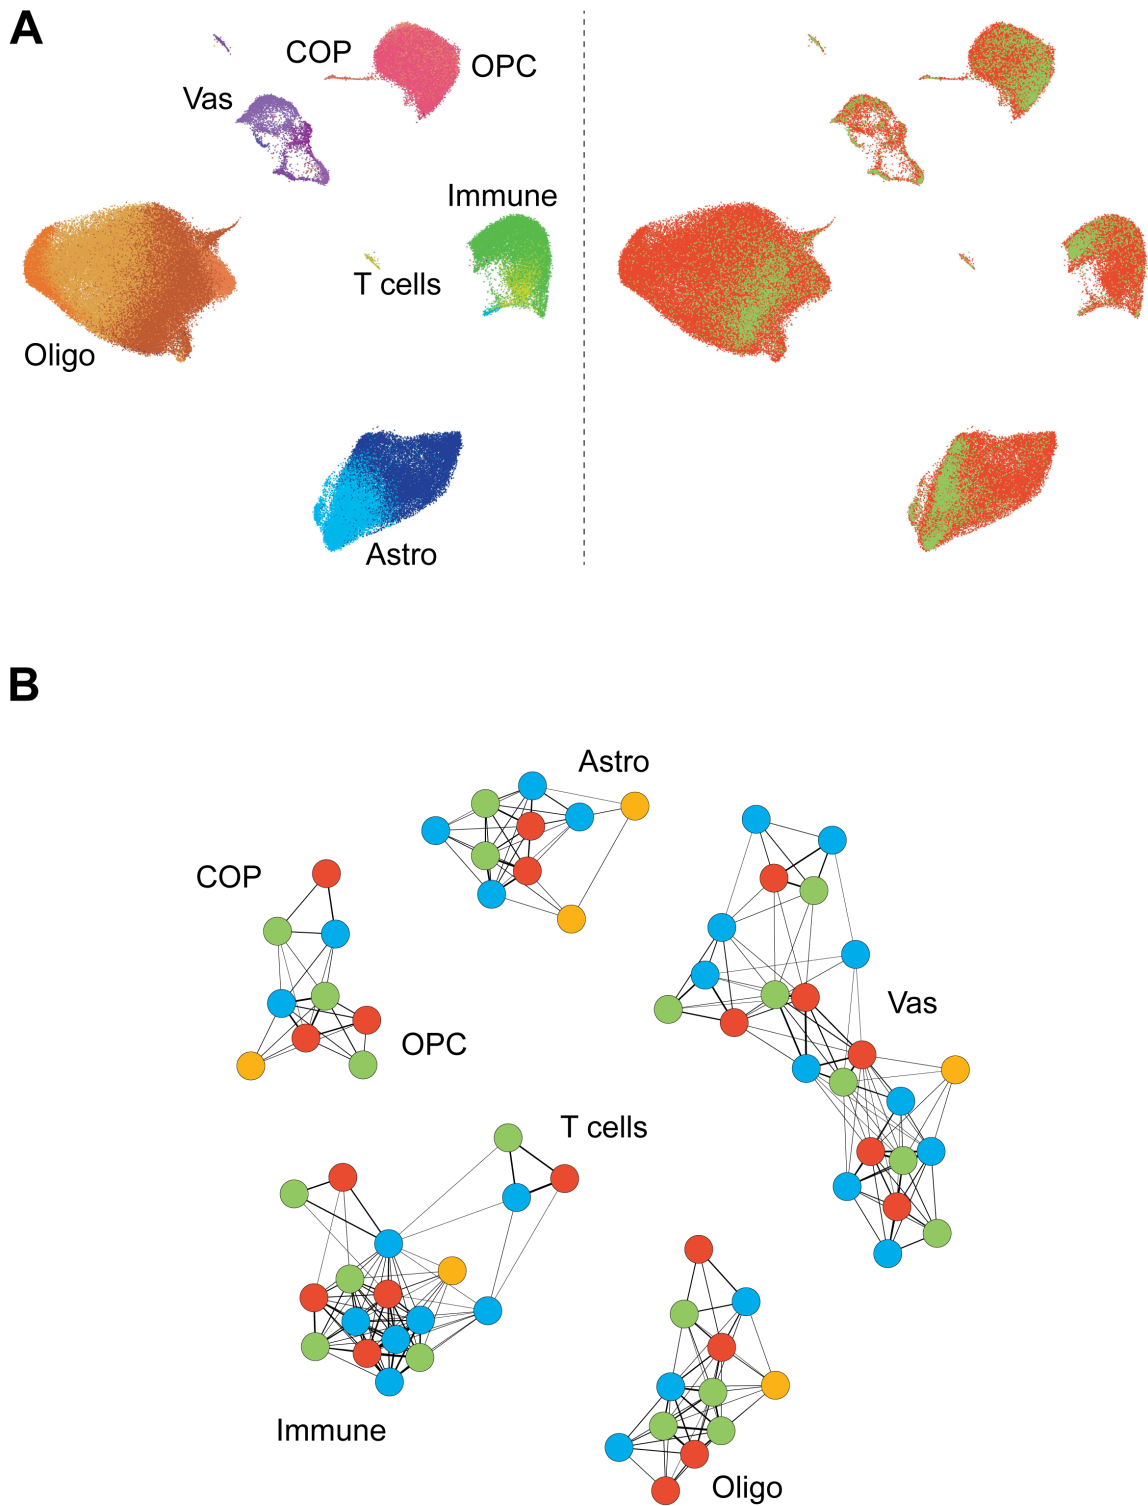 A
COP
OPC
Vas
Immune
T cells
Oligo
Astro
B
Astro
COP
Vas
OPC
T cells
Immune
Oligo